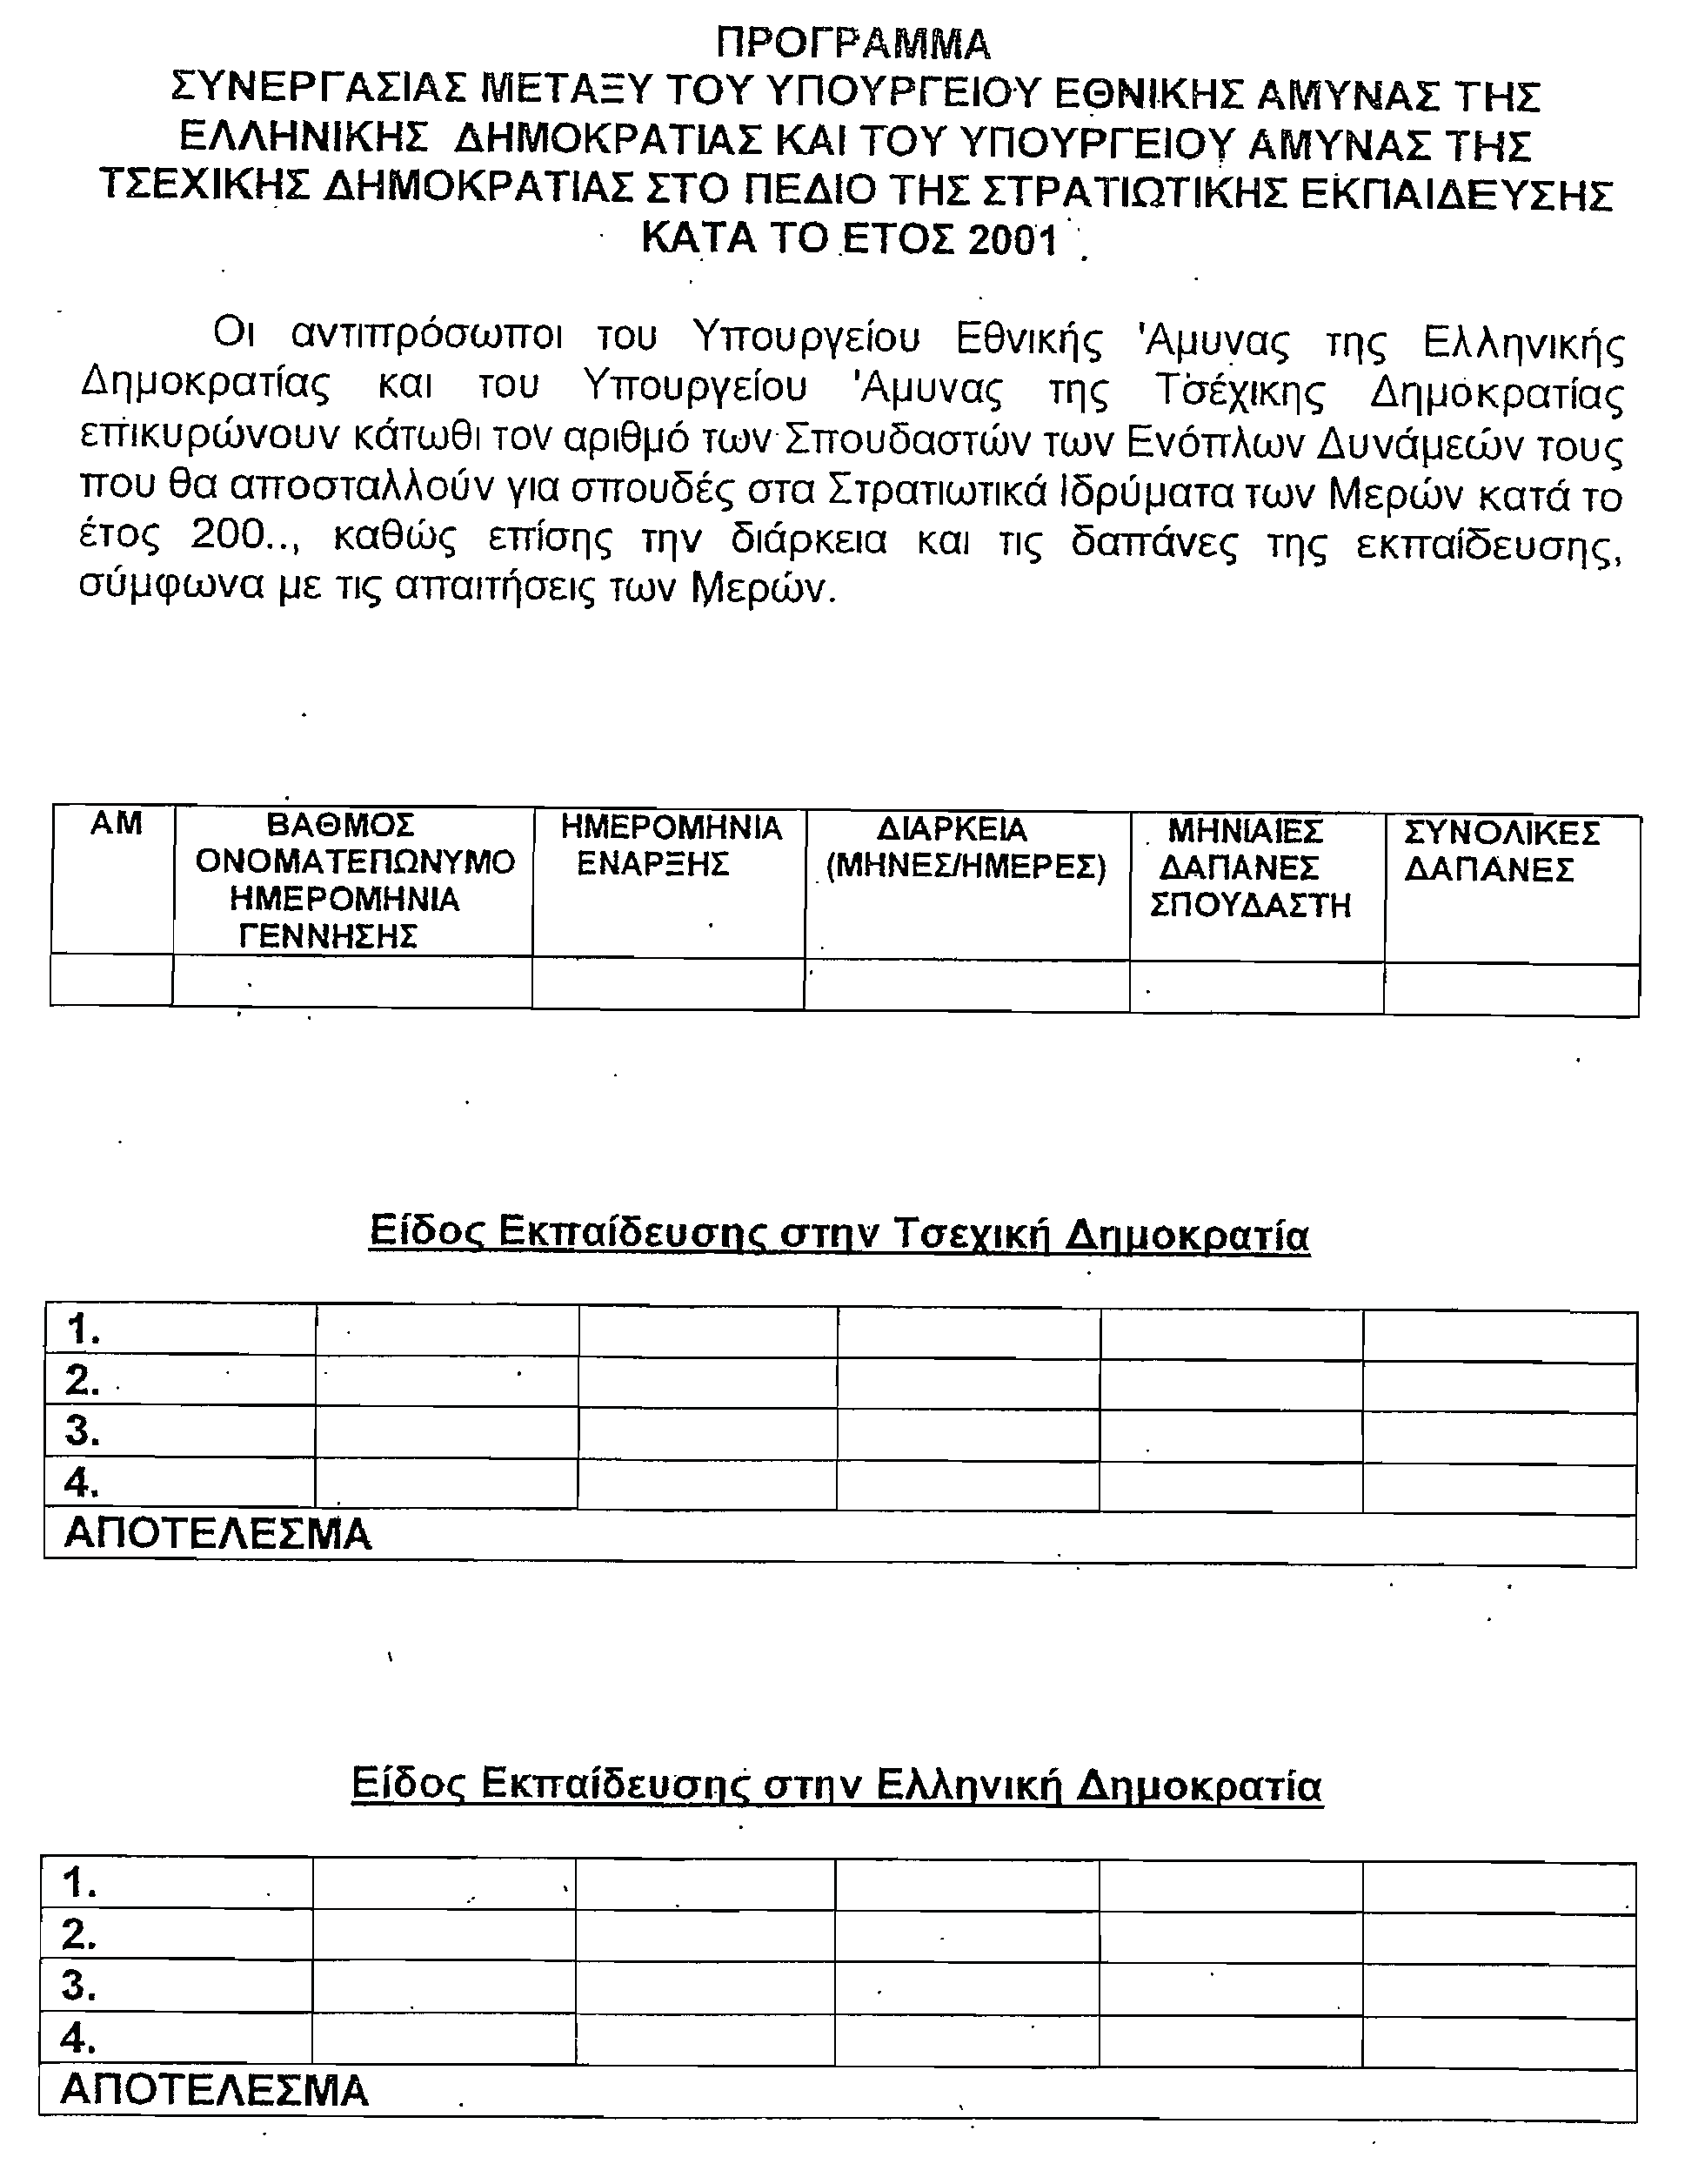 ΠΡΟΓΡΑΜΜΑ
ΣΥΝΕΡΓΑΣΙΑΣ ΜΕΤΑΞΥ ΤΟΥ ΥΠΟΥΡΓΕΙΟΥ ΕΘΝΙΚΗΣ ΑΜΥΝΑΣ ΤΗΣ
ΕΛΛΗΝΙΚΗΣ ΔΗΜΟΚΡΑΤΙΑΣ ΚΑΙ ΤΟΥ ΥΠΟΥΡΓΕΙΟΥ ΑΜΥΝΑΣ ΤΗΣ
ΤΣΕΧΙΚΗΣ ΔΗΜΟΚΡΑΤΙΑΣ ΣΤΟ ΠΕΔΙΟ ΤΗΣ ΣΤΡΑΤΙΩΤΙΚΗΣ ΕΚΠΑΙΔΕΥΣΗΣ
ΚΑΤΑ ΤΟ ΕΤΟΣ 2001
Οι αντιπρόσωποι του Υπουργείου Εθνικής 'Αμυνας της Ελληνικής
Δημοκρατίας και του Υπουργείου 'Αμυνας της Τσέχικης Δημοκρατίας
επικυρώνουν κάτωθι τον αριθμό των Σπουδαστών των Ενόπλων Δυνάμεών τους
που θα αποσταλλούν για σπουδές στα Στρατιωτικά Ιδρύματα των Μερών κατά το
έτος 200.., καθώς επίσης την διάρκεια και τις δαπάνες της εκπαίδευσης,
σύμφωνα με τις απαιτήσεις των Μερών.
ΑΜ ΒΑΘΜΟΣ ΗΜΕΡΟΜΗΝΙΑ ΔΙΑΡΚΕΙΑ ΜΗΝΙΑΙΕΣ ΣΥΝΟΛΙΚΕΣ
ΟΝΟΜΑΤΕΠΩΝΥΜΟ ΕΝΑΡΞΗΣ (ΜΗΝΕΣ/ΗΜΕΡΕΣ) ΔΑΠΑΝΕΣ ΔΑΠΑΝΕΣ
ΗΜΕΡΟΜΗΝΙΑ ΣΠΟΥΔΑΣΤΗ
ΓΕΝΝΗΣΗΣ
Είδος Εκπαίδευσης στην Τσεχική Δημοκρατία
1.
2.
3.
4.
ΑΠΟΤΕΛΕΣΜΑ
Είδος Εκπαίδευσης στην Ελληνική Δημοκρατία
1.
2.
3.
4.
ΑΠΟΤΕΛΕΣΜΑ